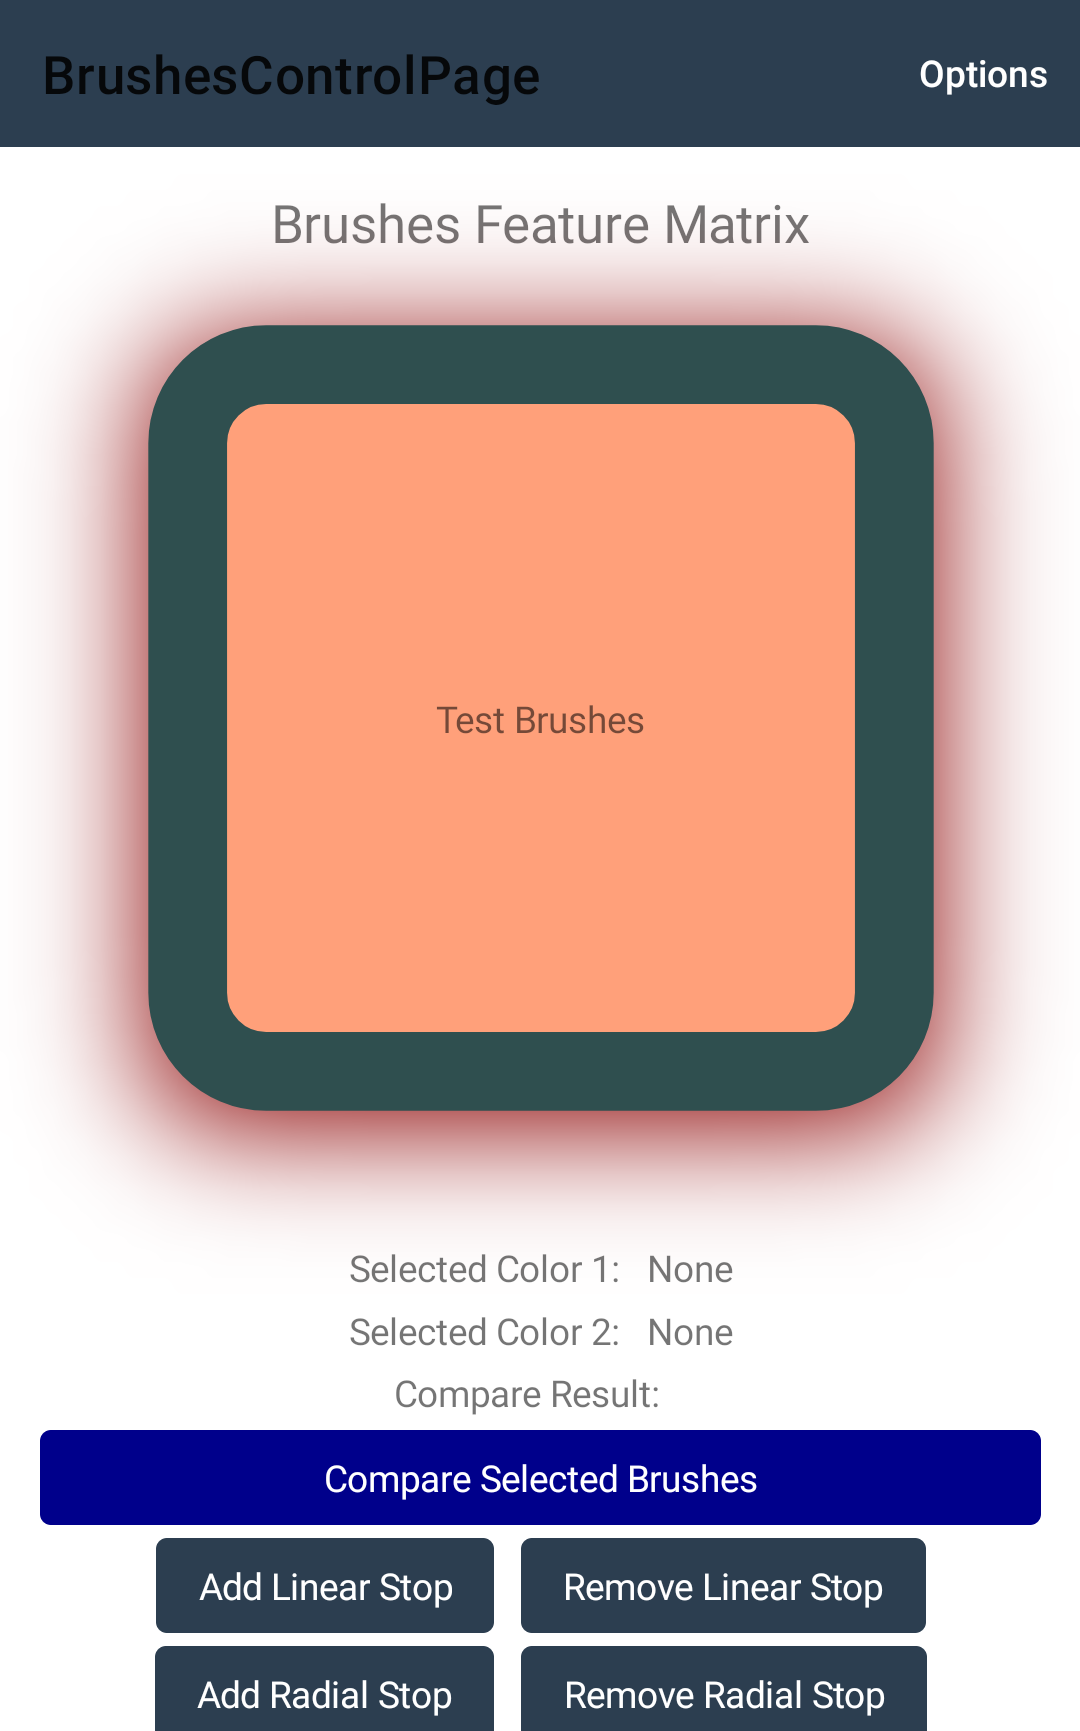 BrushesControlPage Options
Brushes Feature Matrix
Test Brushes
Selected Color 1: None
Selected Color 2: None
Compare Result:
Compare Selected Brushes
Add Linear Stop Remove Linear Stop
Add Radial Stop Remove Radial Stop